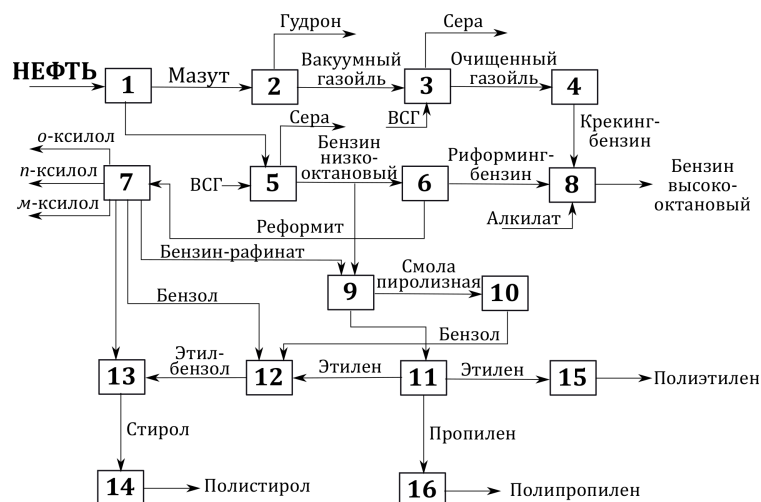 Гудрон
Сера
НЕФТЬ
1
Мазут
2
Вакуумный
газойль
3
Очищенный
газойль
4
ВСГ
Сера
Крекинг-
бензин
о-ксилол
п-ксилол
м-ксилол
7
ВСГ
5
Бензин
низко-
октановый
6
Риформинг-
бензин
8
Бензин
высоко-
октановый
Алкилат
Реформит
Бензин-рафинат
9
Смола
пиролизная
10
Бензол
Бензол
13
Этил-
бензол
12
Этилен
11
Этилен
15
Полиэтилен
Стирол
Пропилен
14
Полистирол
16
Полипропилен